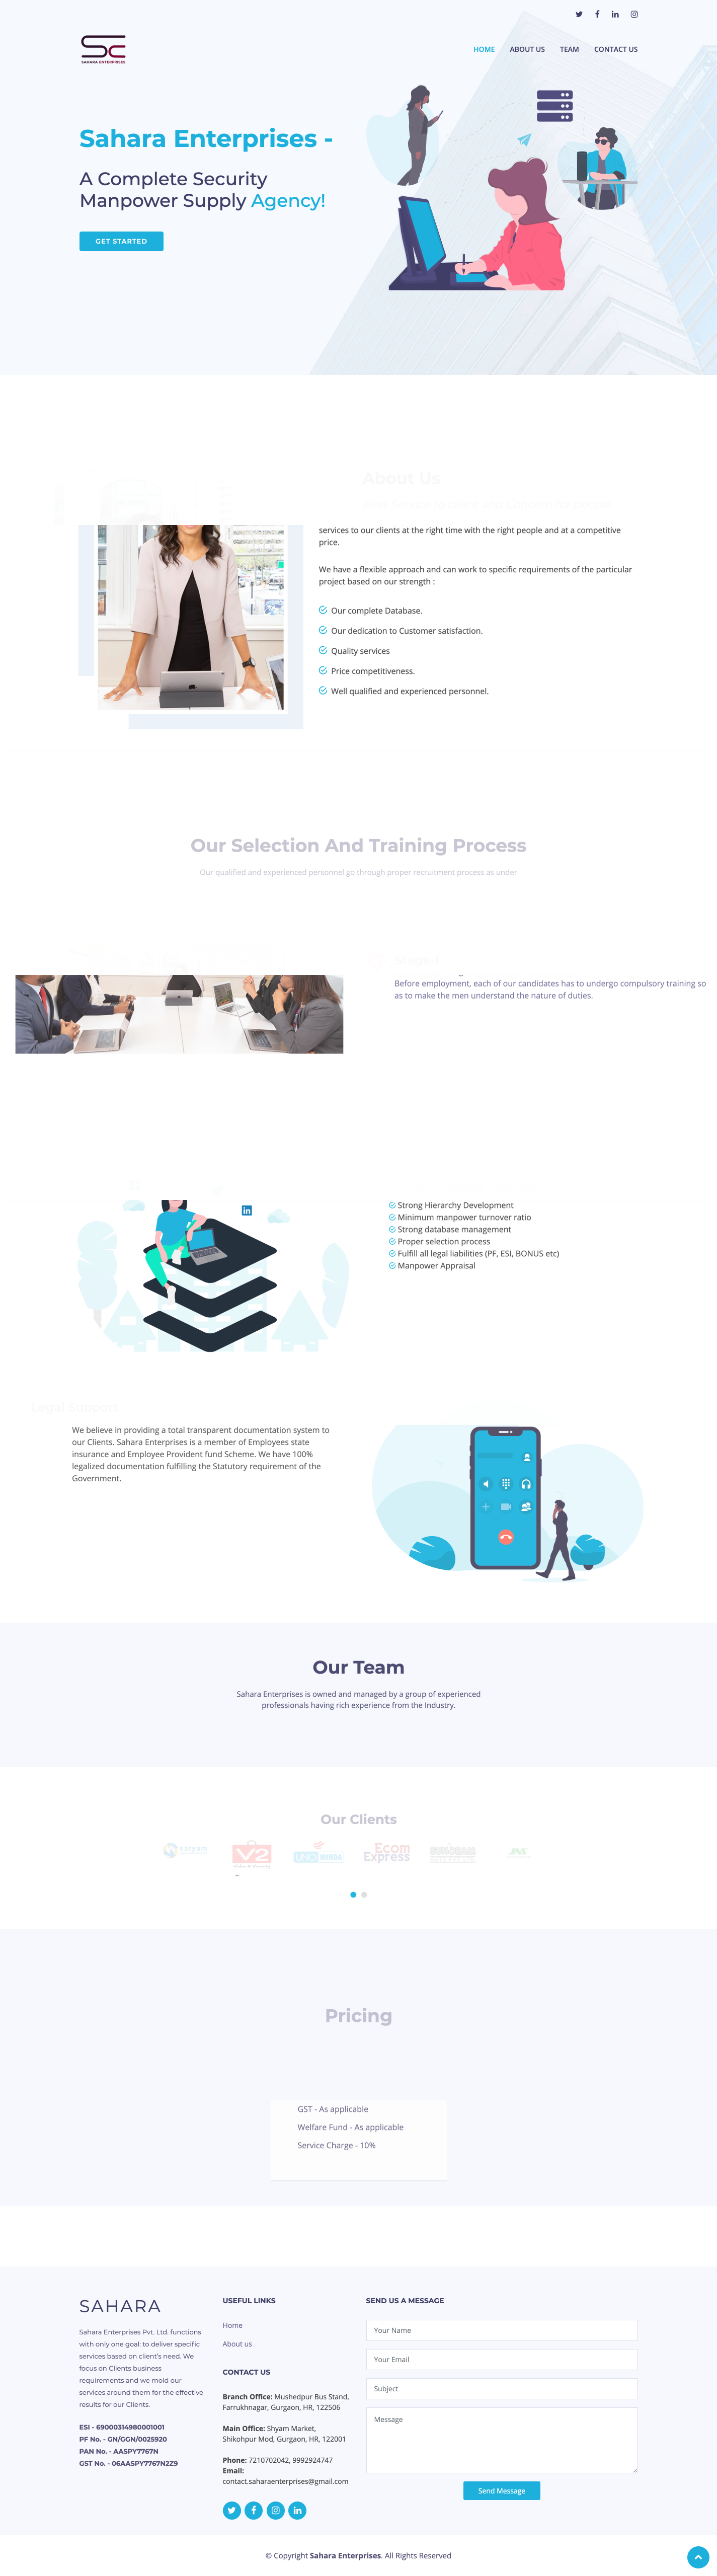 SAHARA ENTERPRISES
HOME ABOUT US TEAM CONTACT US
Sahara Enterprises -
A Complete Security
Manpower Supply Agency!
GET STARTED
About Us
services to our clients at the right time with the right people and at a competitive
price.
We have a flexible approach and can work to specific requirements of the particular
project based on our strength :
Our complete Database.
Our dedication to Customer satisfaction.
Quality services
Price competitiveness.
Well qualified and experienced personnel.
Our Selection And Training Process
Our qualified and experienced personnel go through proper recruitment process as under
Before employment, each of our candidates has to undergo compulsory training so
as to make the men understand the nature of duties.
Strong Hierarchy Development
Minimum manpower turnover ratio
Strong database management
Proper selection process
Fulfill all legal liabilities (PF, ESI, BONUS etc)
Manpower Appraisal
Legal Support
We believe in providing a total transparent documentation system to
our Clients. Sahara Enterprises is a member of Employees state
insurance and Employee Provident fund Scheme. We have 100%
legalized documentation fulfilling the Statutory requirement of the
Government.
Our Team
Sahara Enterprises is owned and managed by a group of experienced
professionals having rich experience from the Industry.
Our Clients
V2
Ecom
Express
Pricing
GST - As applicable
Welfare Fund - As applicable
Service Charge - 10%
SAHARA
Sahara Enterprises Pvt. Ltd. functions
with only one goal: to deliver specific
services based on client's need. We
focus on Clients business
requirements and we mold our
services around them for the effective
results for our Clients.
ESI - 69000314980001001
PF No. - GN/GGN/0025920
PAN No. - AASPY7767N
GST No. - 06AASPY7767N2Z9
USEFUL LINKS
Home
About us
CONTACT US
Branch Office: Mushedpur Bus Stand,
Farrukhnagar, Gurgaon, HR, 122506
Main Office: Shyam Market,
Shikohpur Mod, Gurgaon, HR, 122001
Phone: 7210702042, 9992924747
Email:
contact.saharaenterprises@gmail.com
SEND US A MESSAGE
Your Name
Your Email
Subject
Message
Send Message
© Copyright Sahara Enterprises. All Rights Reserved